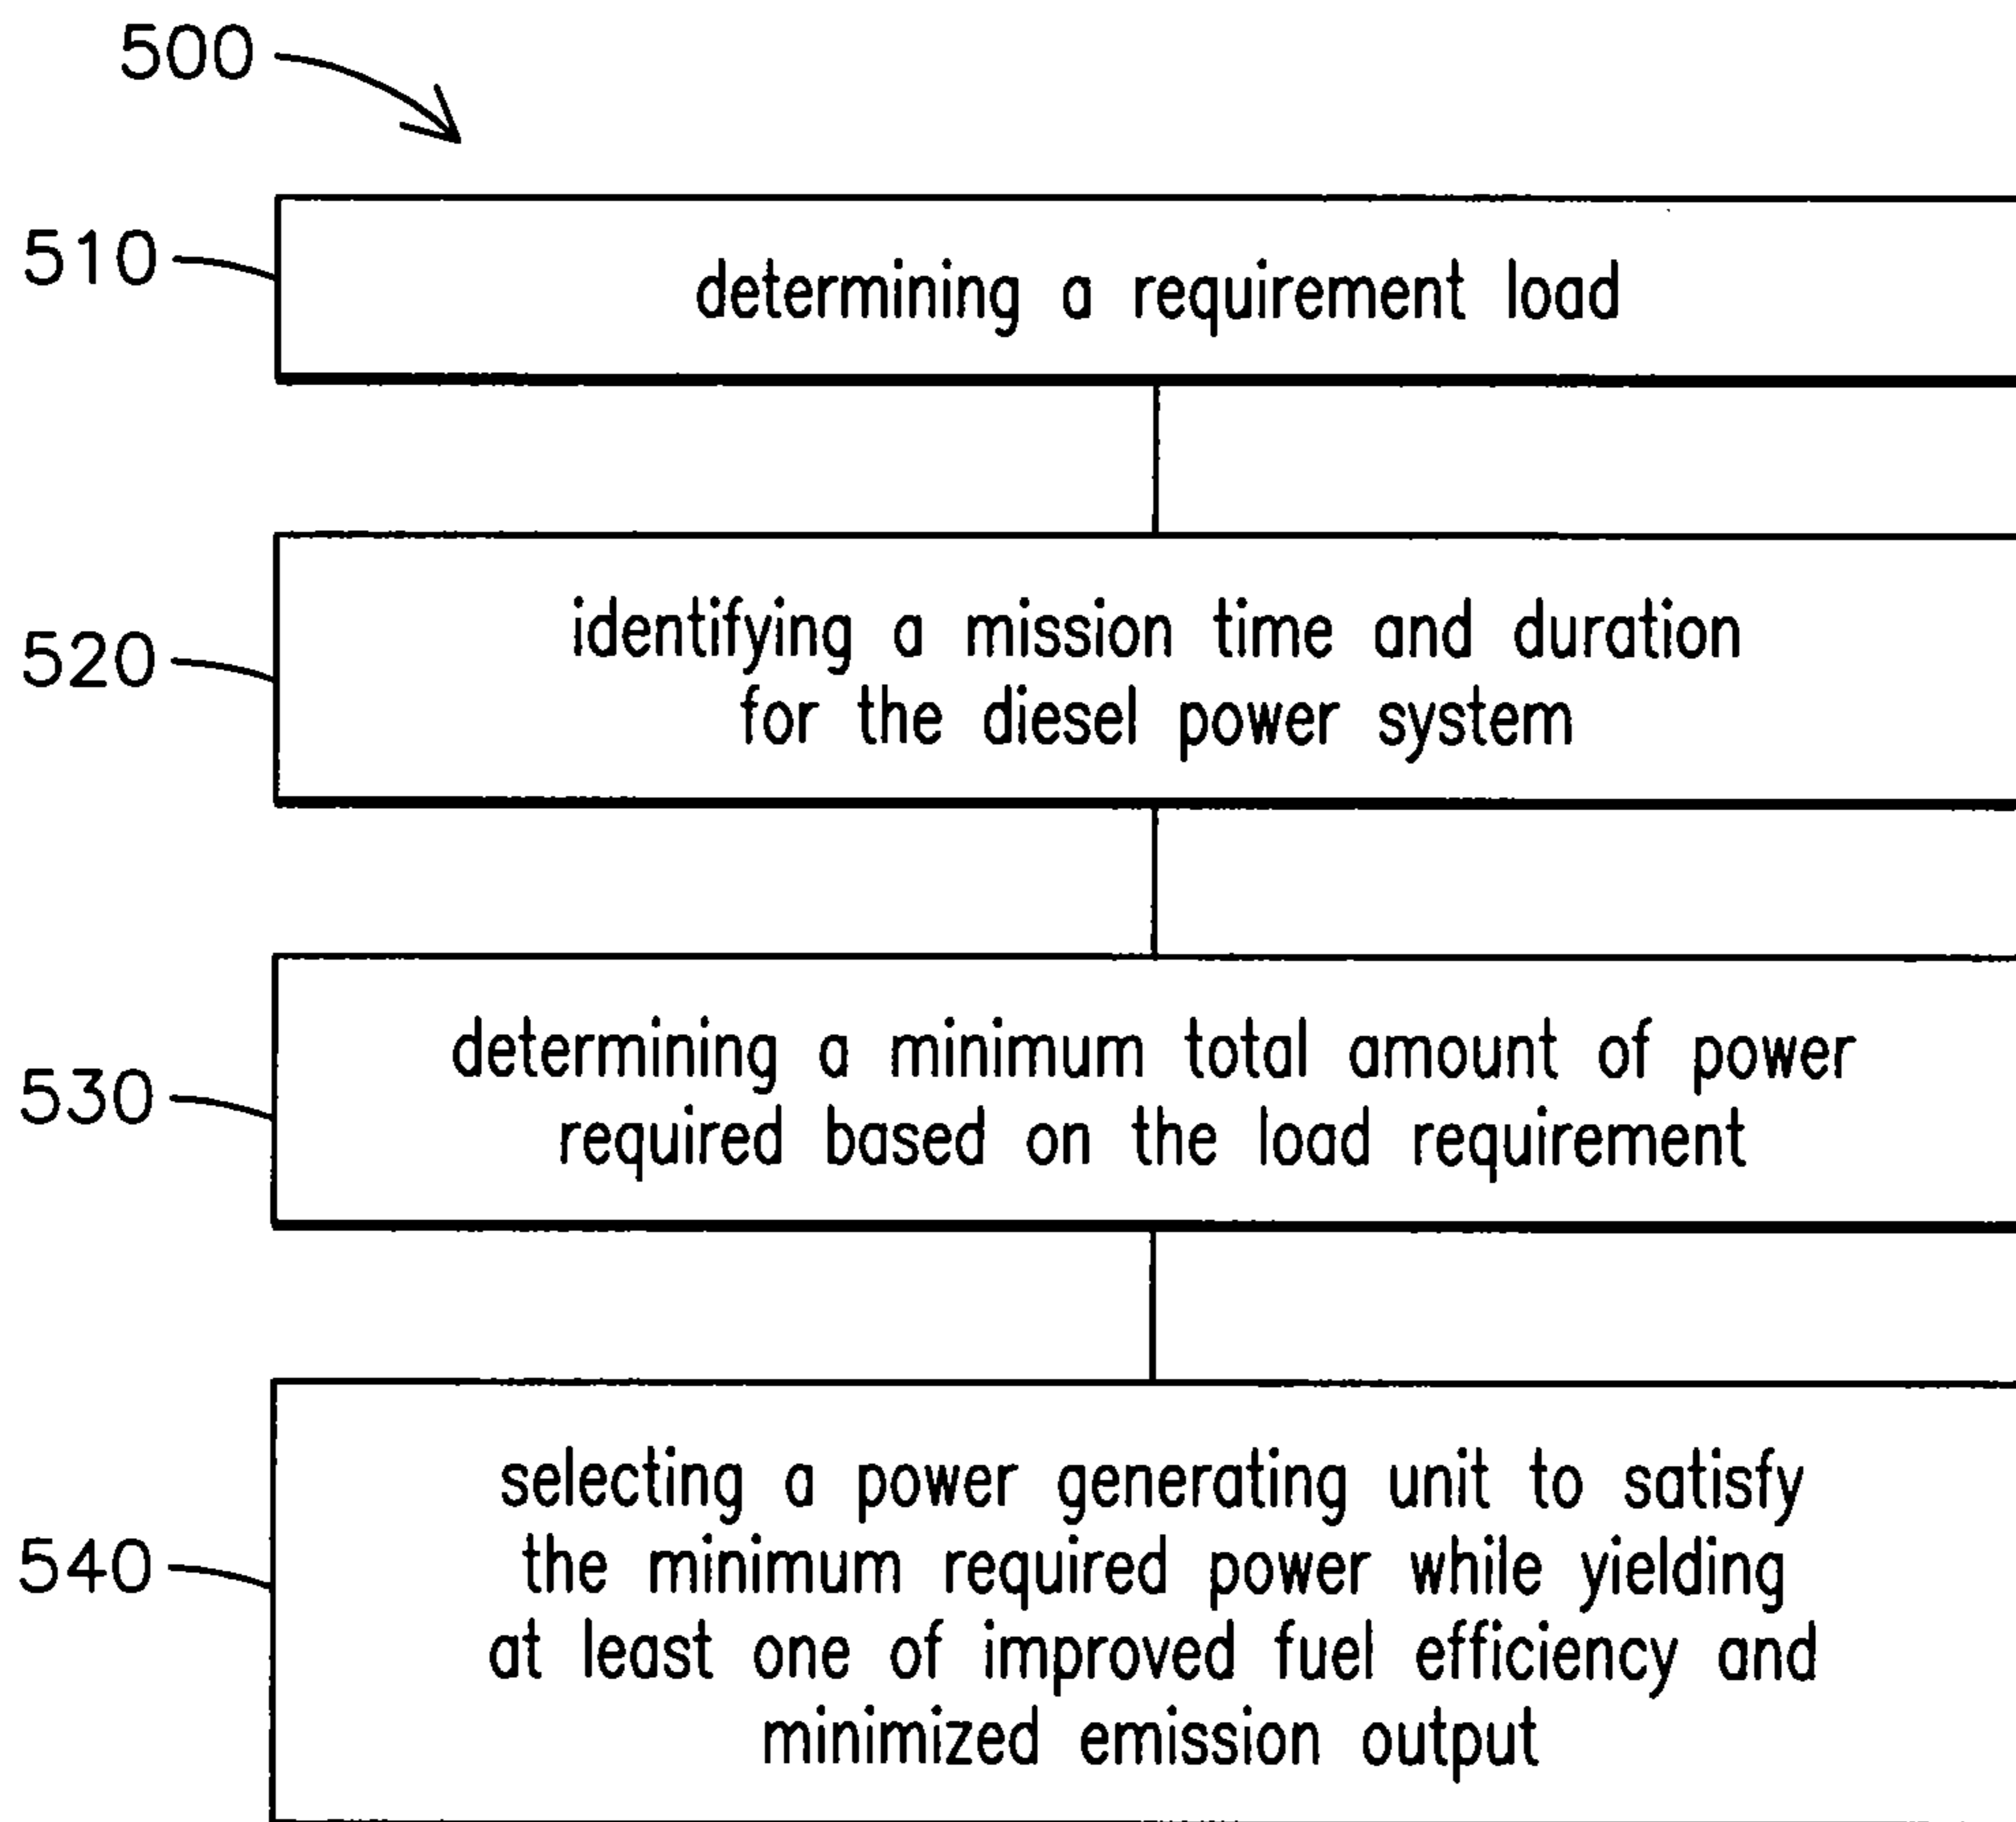 500
510
determining a requirement load
520
identifying a mission time and duration
for the diesel power system
530
determining a minimum total amount of power
required based on the load requirement
540
selecting a power generating unit to satisfy
the minimum required power while yielding
at least one of improved fuel efficiency and
minimized emission output